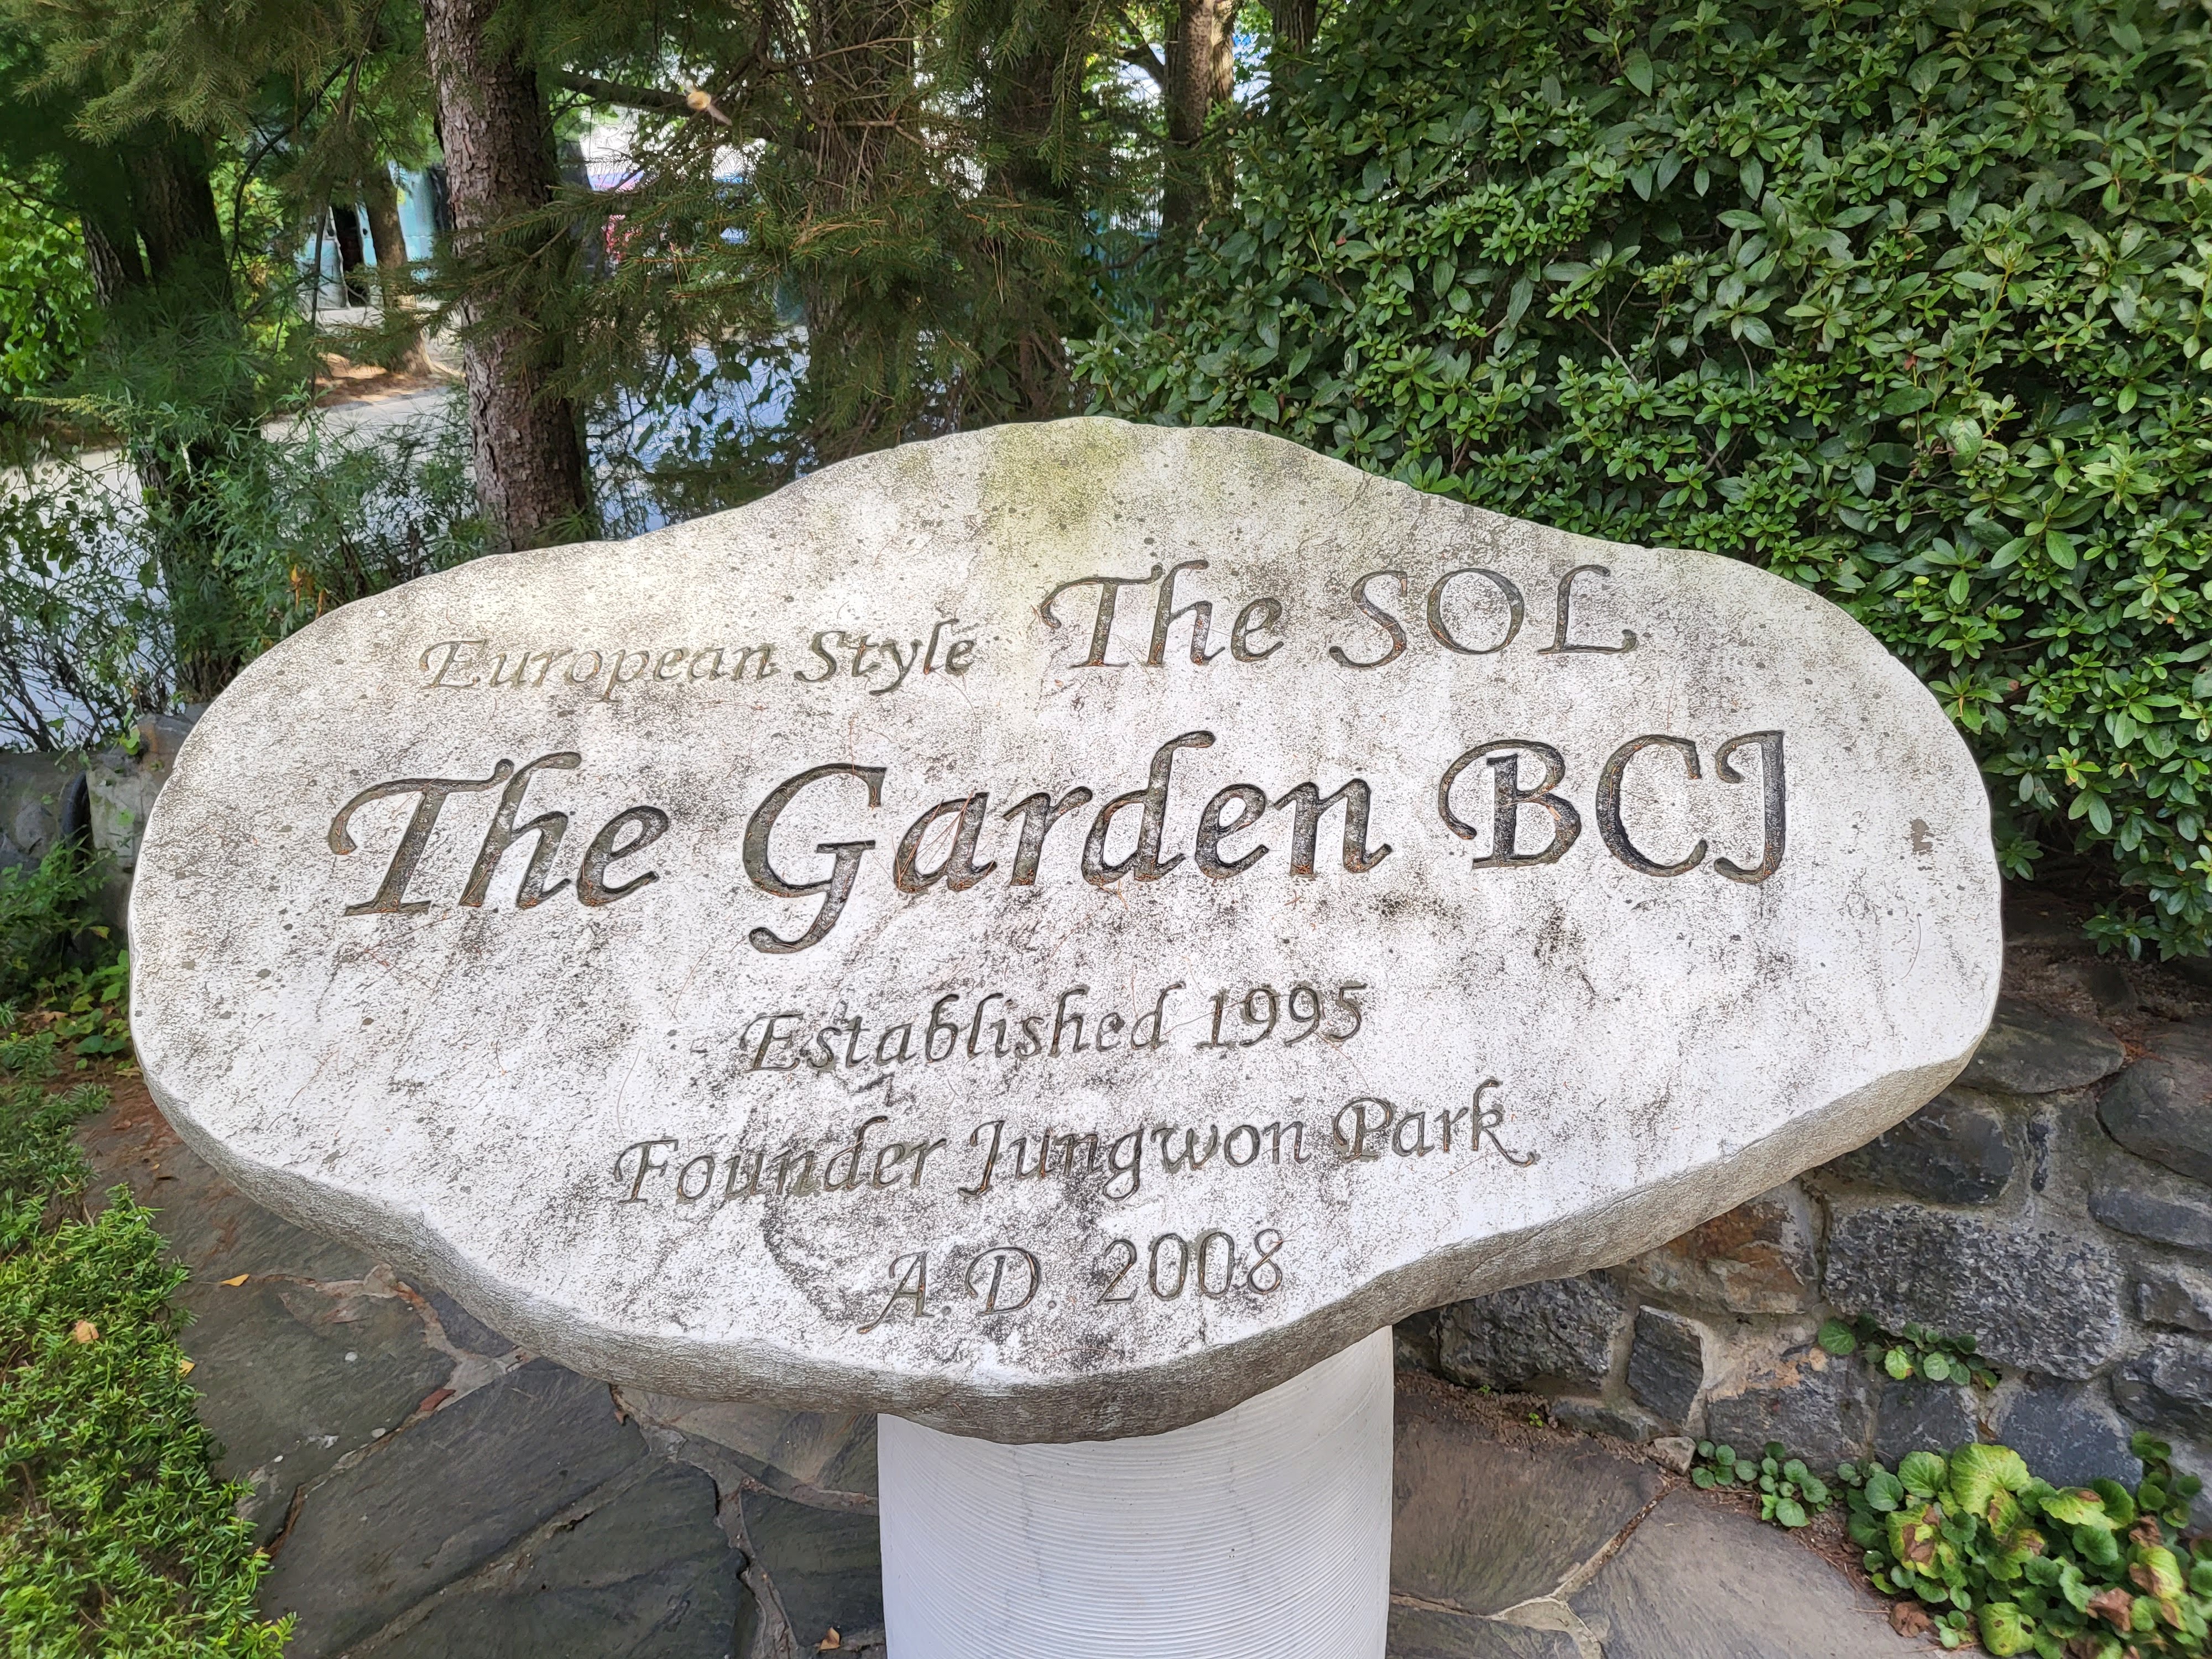 European Style The SOL
The Garden BCJ
Established 1995
Founder Jungwon Park
A.D. 2008